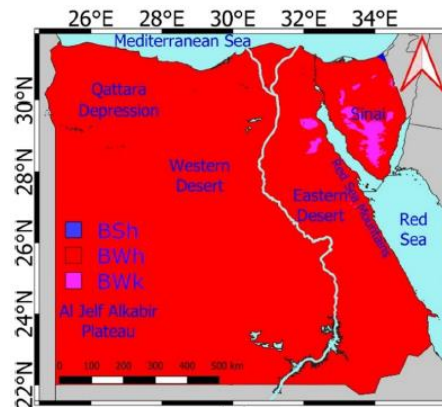 26°E 30°E 32°E 34°E
Mediterranean Sea
30°N
Qattara
Depression
Sinai
28°N
Western
Desert
Eastern
Desert
Red Sea Mountains
26°N
Red
Sea
BSh
BWh
BWk
24°N
Al Jelf Alkabir
Plateau
0 100 200 300 400 500 km
22°N